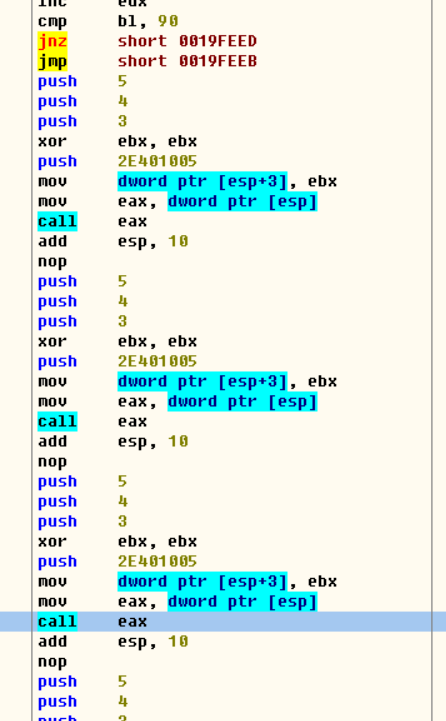 inc edx
cmp bl, 90
jnz short 0019FEED
jmp short 0019FEEB
push 5
push 4
push 3
xor ebx, ebx
push 2E401005
mov dword ptr [esp+3], ebx
mov eax, dword ptr [esp]
call eax
add esp, 10
nop
push 5
push 4
push 3
xor ebx, ebx
push 2E401005
mov dword ptr [esp+3], ebx
mov eax, dword ptr [esp]
call eax
add esp, 10
nop
push 5
push 4
push 3
xor ebx, ebx
push 2E401005
mov dword ptr [esp+3], ebx
mov eax, dword ptr [esp]
call eax
add esp, 10
nop
push 5
push 4
push 3